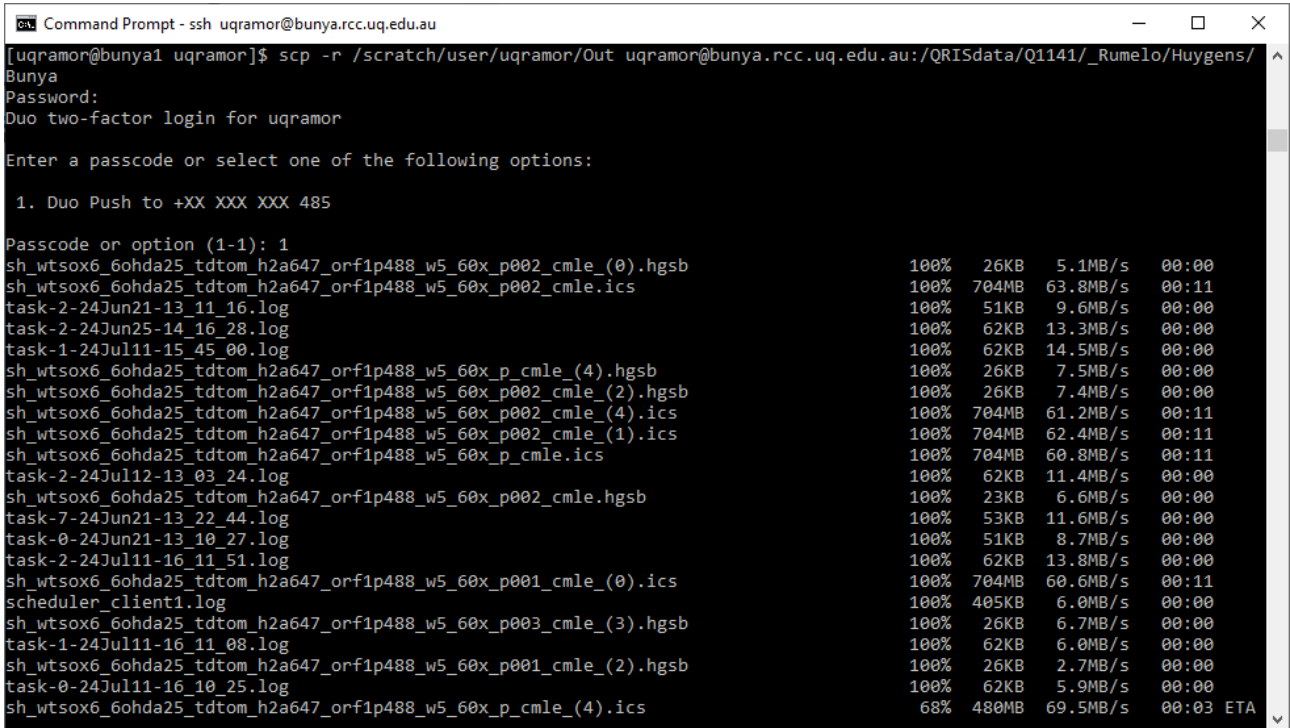 Command Prompt - ssh uqramor@bunya.rcc.uq.edu.au
[uqramor@bunya1 uqramor]$ scp -r /scratch/user/uqramor/Out uqramor@bunya.rcc.uq.edu.au:/QRISdata/Q1141/_Rumelo/Huygens/
Bunya
Password:
Duo two-factor login for uqramor
Enter a passcode or select one of the following options:
1. Duo Push to +XX XXX XXX 485
Passcode or option (1-1): 1
sh_wtsox6_6ohda25_tdtom_h2a647_orf1p488_w5_60x_p002_cmle_(0).hgsb 100% 26KB 5.1MB/s 00:00
sh_wtsox6_6ohda25_tdtom_h2a647_orf1p488_w5_60x_p002_cmle.ics 100% 704MB 63.8MB/s 00:11
task-2-24Jun21-13_11_16.log 100% 51KB 9.6MB/s 00:00
task-2-24Jun25-14_16_28.log 100% 62KB 13.3MB/s 00:00
task-1-24Jul11-15_45_00.log 100% 62KB 14.5MB/s 00:00
sh_wtsox6_6ohda25_tdtom_h2a647_orf1p488_w5_60x_p_cmle_(4).hgsb 100% 26KB 7.5MB/s 00:00
sh_wtsox6_6ohda25_tdtom_h2a647_orf1p488_w5_60x_p002_cmle_(2).hgsb 100% 26KB 7.4MB/s 00:00
sh_wtsox6_6ohda25_tdtom_h2a647_orf1p488_w5_60x_p002_cmle_(4).ics 100% 704MB 61.2MB/s 00:11
sh_wtsox6_6ohda25_tdtom_h2a647_orf1p488_w5_60x_p002_cmle_(1).ics 100% 704MB 62.4MB/s 00:11
sh_wtsox6_6ohda25_tdtom_h2a647_orf1p488_w5_60x_p_cmle.ics 100% 704MB 60.8MB/s 00:11
task-2-24Jul12-13_03_24.log 100% 62KB 11.4MB/s 00:00
sh_wtsox6_6ohda25_tdtom_h2a647_orf1p488_w5_60x_p002_cmle.hgsb 100% 23KB 6.6MB/s 00:00
task-7-24Jun21-13_22_44.log 100% 53KB 11.6MB/s 00:00
task-0-24Jun21-13_10_27.log 100% 51KB 8.7MB/s 00:00
task-2-24Jul11-16_11_51.log 100% 62KB 13.8MB/s 00:00
sh_wtsox6_6ohda25_tdtom_h2a647_orf1p488_w5_60x_p001_cmle_(0).ics 100% 704MB 60.6MB/s 00:11
scheduler_client1.log 100% 405KB 6.0MB/s 00:00
sh_wtsox6_6ohda25_tdtom_h2a647_orf1p488_w5_60x_p003_cmle_(3).hgsb 100% 26KB 6.7MB/s 00:00
task-1-24Jul11-16_11_08.log 100% 62KB 6.0MB/s 00:00
sh_wtsox6_6ohda25_tdtom_h2a647_orf1p488_w5_60x_p001_cmle_(2).hgsb 100% 26KB 2.7MB/s 00:00
task-0-24Jul11-16_10_25.log 100% 62KB 5.9MB/s 00:00
sh_wtsox6_6ohda25_tdtom_h2a647_orf1p488_w5_60x_p_cmle_(4).ics 68% 480MB 69.5MB/s 00:03 ETA